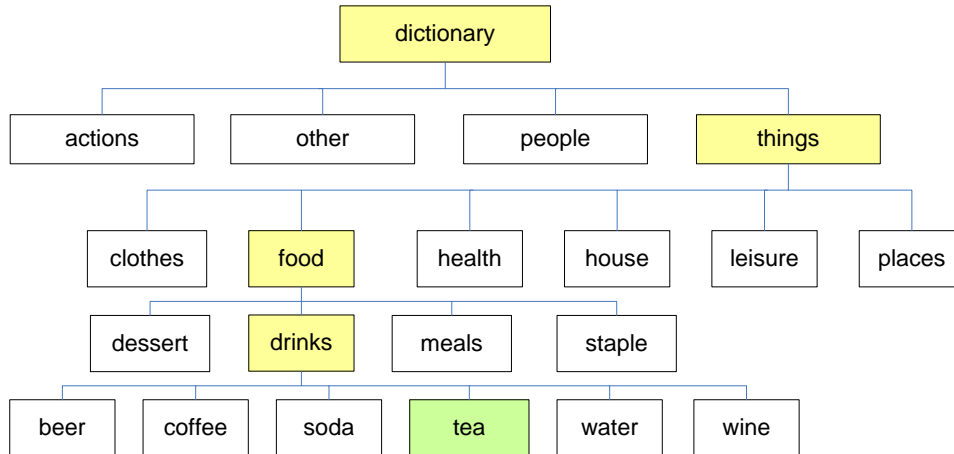 dictionary
actions other people things
clothes food health house leisure places
dessert drinks meals staple
beer coffee soda tea water wine